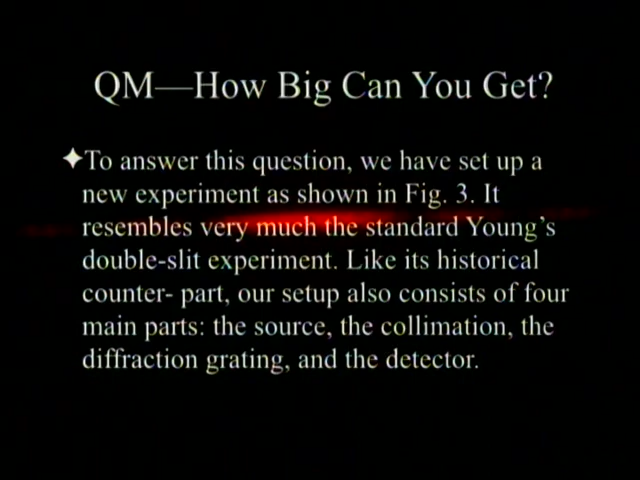 QM—How Big Can You Get?
To answer this question, we have set up a
new experiment as shown in Fig. 3. It
resembles very much the standard Young's
double-slit experiment. Like its historical
counter- part, our setup also consists of four
main parts: the source, the collimation, the
diffraction grating, and the detector.